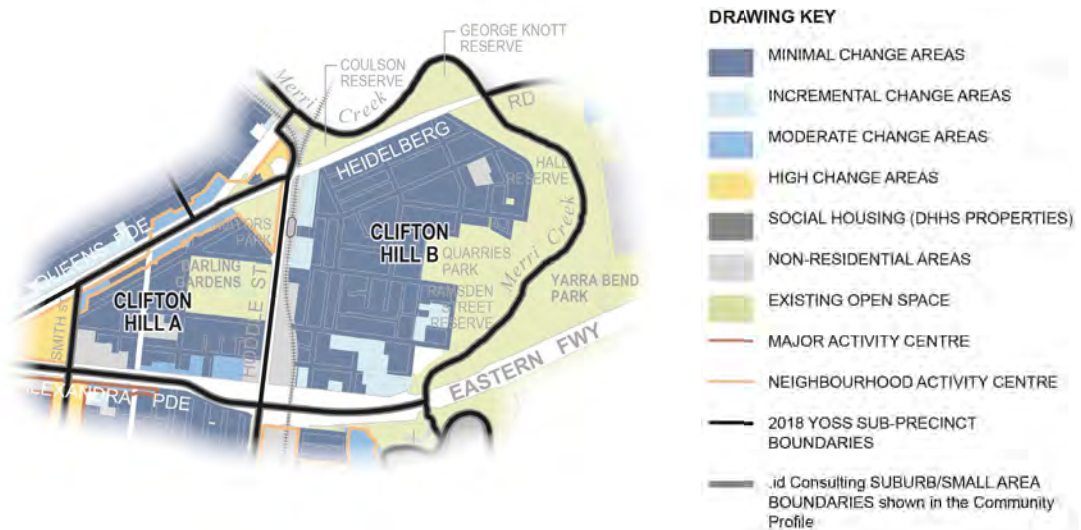 GEORGE KNOTT
RESERVE
COULSON
RESERVE
Merri
Creek
RD
HEIDELBERG
HALL
RESERVE
QUEENS PDE
MAYORS
PARK
DARLING
GARDENS
CLIFTON
HILL A
CLIFTON
HILL B
QUARRIES
PARK
Merri Creek
YARRA BEND
PARK
RAMSDEN
STREET
RESERVE
SMITH ST
HODDLE ST
EASTERN FWY
ALEXANDRA PDE
DRAWING KEY
MINIMAL CHANGE AREAS
INCREMENTAL CHANGE AREAS
MODERATE CHANGE AREAS
HIGH CHANGE AREAS
SOCIAL HOUSING (DHHS PROPERTIES)
NON-RESIDENTIAL AREAS
EXISTING OPEN SPACE
MAJOR ACTIVITY CENTRE
NEIGHBOURHOOD ACTIVITY CENTRE
2018 YOSS SUB-PRECINCT
BOUNDARIES
.id Consulting SUBURB/SMALL AREA
BOUNDARIES shown in the Community
Profile